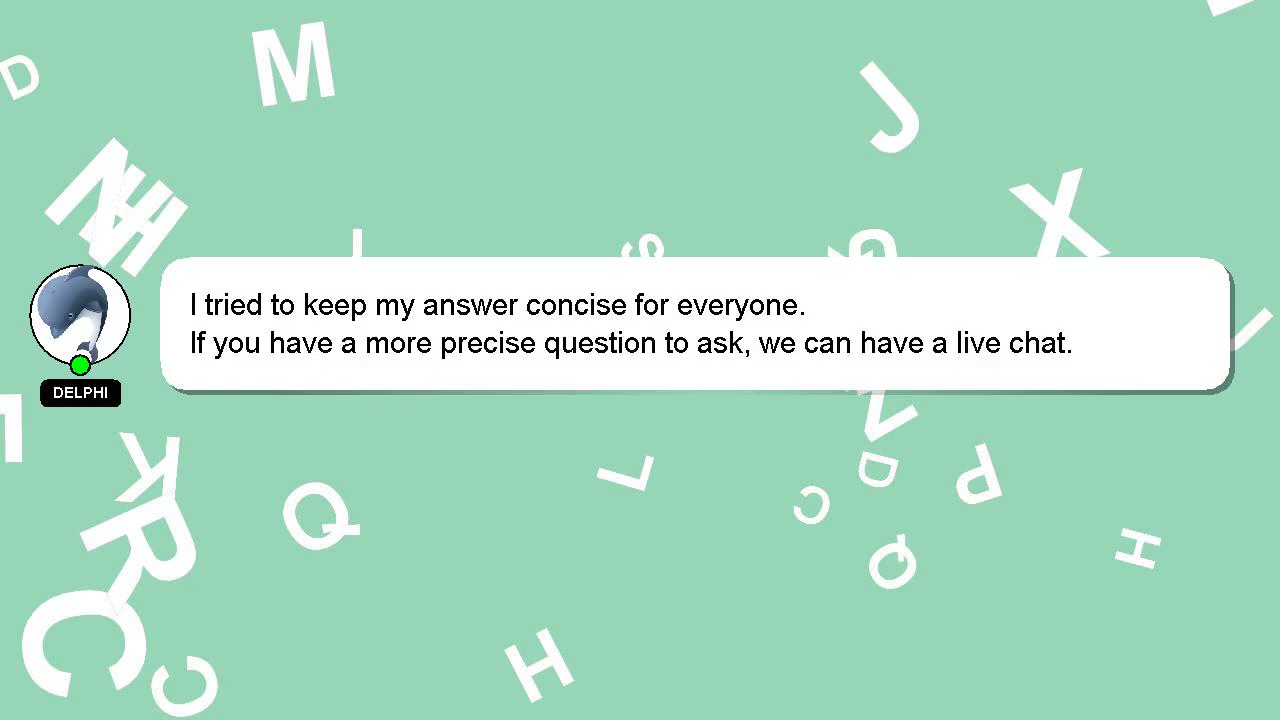 I tried to keep my answer concise for everyone.
If you have a more precise question to ask, we can have a live chat.
DELPHI
D
M
J
N
H
X
I
S
G
L
R
Q
L
N
D
C
P
Q
H
C
C
H